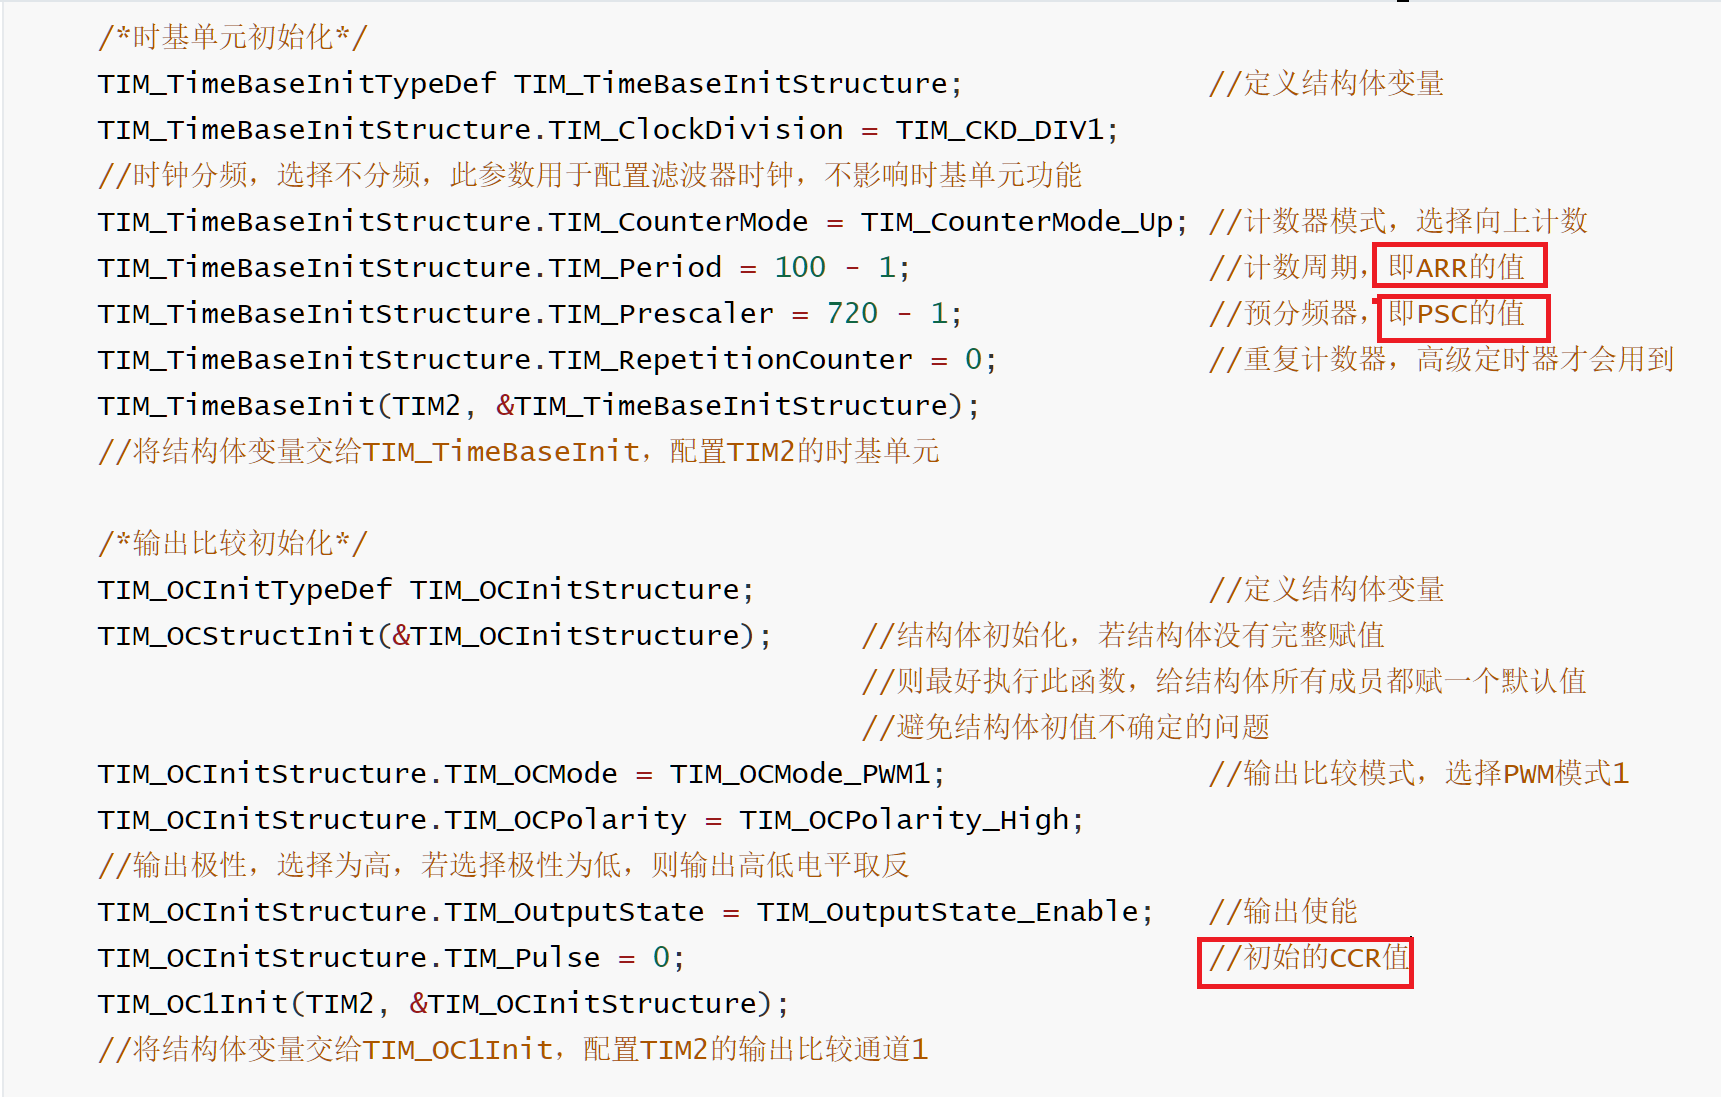 /*时基单元初始化*/
TIM_TimeBaseInitTypeDef TIM_TimeBaseInitStructure; //定义结构体变量
TIM_TimeBaseInitStructure.TIM_ClockDivision = TIM_CKD_DIV1;
//时钟分频，选择不分频，此参数用于配置滤波器时钟，不影响时基单元功能
TIM_TimeBaseInitStructure.TIM_CounterMode = TIM_CounterMode_Up; //计数器模式，选择向上计数
TIM_TimeBaseInitStructure.TIM_Period = 100 - 1; //计数周期，即ARR的值
TIM_TimeBaseInitStructure.TIM_Prescaler = 720 - 1; //预分频器，即PSC的值
TIM_TimeBaseInitStructure.TIM_RepetitionCounter = 0; //重复计数器，高级定时器才会用到
TIM_TimeBaseInit(TIM2, &TIM_TimeBaseInitStructure);
//将结构体变量交给TIM_TimeBaseInit，配置TIM2的时基单元
/*输出比较初始化*/
TIM_OCInitTypeDef TIM_OCInitStructure; //定义结构体变量
TIM_OCStructInit(&TIM_OCInitStructure); //结构体初始化，若结构体没有完整赋值
//则最好执行此函数，给结构体所有成员都赋一个默认值
//避免结构体初值不确定的问题
TIM_OCInitStructure.TIM_OCMode = TIM_OCMode_PWM1; //输出比较模式，选择PWM模式1
TIM_OCInitStructure.TIM_OCPolarity = TIM_OCPolarity_High;
//输出极性，选择为高，若选择极性为低，则输出高低电平取反
TIM_OCInitStructure.TIM_OutputState = TIM_OutputState_Enable; //输出使能
TIM_OCInitStructure.TIM_Pulse = 0; //初始的CCR值
TIM_OC1Init(TIM2, &TIM_OCInitStructure);
//将结构体变量交给TIM_OC1Init，配置TIM2的输出比较通道1